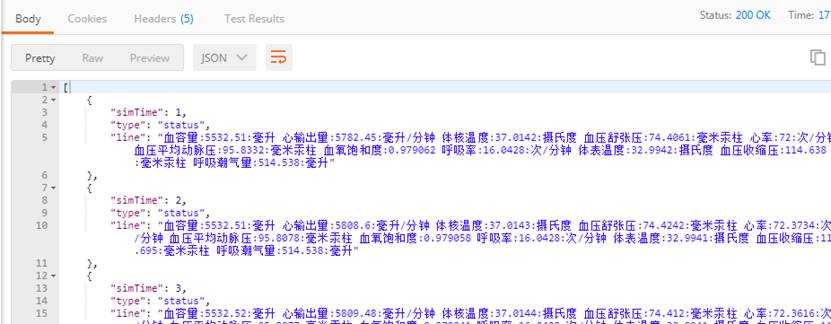 Body Cookies Headers (5) Test Results Status: 200 OK Time: 17
Pretty Raw Preview JSON
1 [
2 {
3 "simTime": 1,
4 "type": "status",
5 "line": "血容量:5532.51:毫升 心输出量:5782.45:毫升/分钟 体核温度:37.0142:摄氏度 血压舒张压:74.4061:毫米汞柱 心率:72:次/分钟
血压平均动脉压:95.8332:毫米汞柱 血氧饱和度:0.979062 呼吸率:16.0428:次/分钟 体表温度:32.9942:摄氏度 血压收缩压:114.638
:毫米汞柱 呼吸潮气量:514.538:毫升"
6 },
7 {
8 "simTime": 2,
9 "type": "status",
10 "line": "血容量:5532.51:毫升 心输出量:5808.6:毫升/分钟 体核温度:37.0143:摄氏度 血压舒张压:74.4242:毫米汞柱 心率:72.3734:次
/分钟 血压平均动脉压:95.8078:毫米汞柱 血氧饱和度:0.979058 呼吸率:16.0428:次/分钟 体表温度:32.9941:摄氏度 血压收缩压:11
.695:毫米汞柱 呼吸潮气量:514.538:毫升"
11 },
12 {
13 "simTime": 3,
14 "type": "status",
15 "line": "血容量:5532.52:毫升 心输出量:5809.48:毫升/分钟 体核温度:37.0144:摄氏度 血压舒张压:74.412:毫米汞柱 心率:72.3616:次